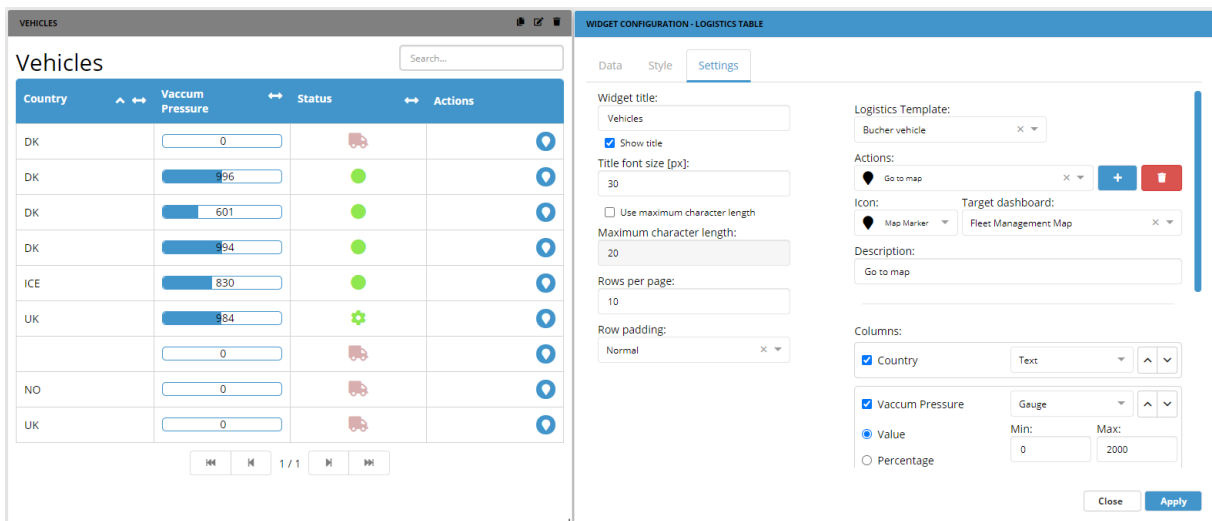 VEHICLES
Vehicles
Search...
Country Vaccum Pressure Status Actions
DK 0
DK 996
DK 601
DK 994
ICE 830
UK 984
0
NO 0
UK 0
1 / 1
WIDGET CONFIGURATION - LOGISTICS TABLE
Data Style Settings
Widget title:
Vehicles
Show title
Title font size [px]:
30
Use maximum character length
Maximum character length:
20
Rows per page:
10
Row padding:
Normal
Logistics Template:
Bucher vehicle
Actions:
Go to map
Icon: Target dashboard:
Map Marker Fleet Management Map
Description:
Go to map
Columns:
Country Text
Vaccum Pressure Gauge
Value Min: Max:
0 2000
Percentage
Close Apply